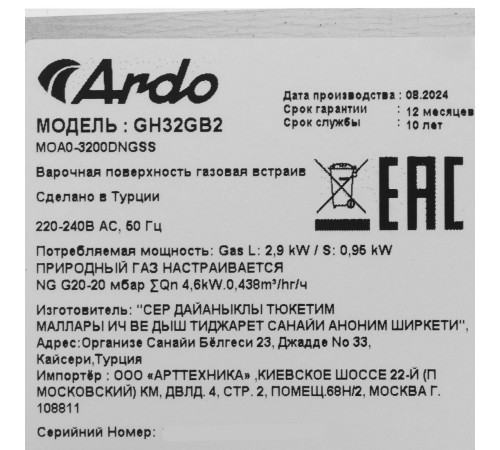 Ardo
Дата производства : 08.2024
Срок гарантии : 12 месяцев
Срок службы : 10 лет
МОДЕЛЬ : GH32GB2
MOA0-3200DNGSS
Варочная поверхность газовая встраив
Сделано в Турции
220-240В АС, 50 Гц
EAC
Потребляемая мощность: Gas L: 2,9 kW / S: 0,95 kW
ПРИРОДНЫЙ ГАЗ НАСТРАИВАЕТСЯ
NG G20-20 мбар ∑Qn 4,6kW.0,438m³/hr/ч
Изготовитель: "СЕР ДАЙАНЫКЛЫ ТЮКЕТИМ
МАЛЛАРЫ ИЧ ВЕ ДЫШ ТИДЖАРЕТ САНАЙИ АНОНИМ ШИРКЕТИ",
Адрес:Организе Санайи Бёлгеси 23, Джадде No 33,
Кайсери,Турция
Импортёр : ООО «АРТТЕХНИКА» ,КИЕВСКОЕ ШОССЕ 22-Й (П
МОСКОВСКИЙ) КМ, ДВЛД. 4, СТР. 2, ПОМЕЩ.68Н/2, МОСКВА Г.
108811
Серийний Номер: